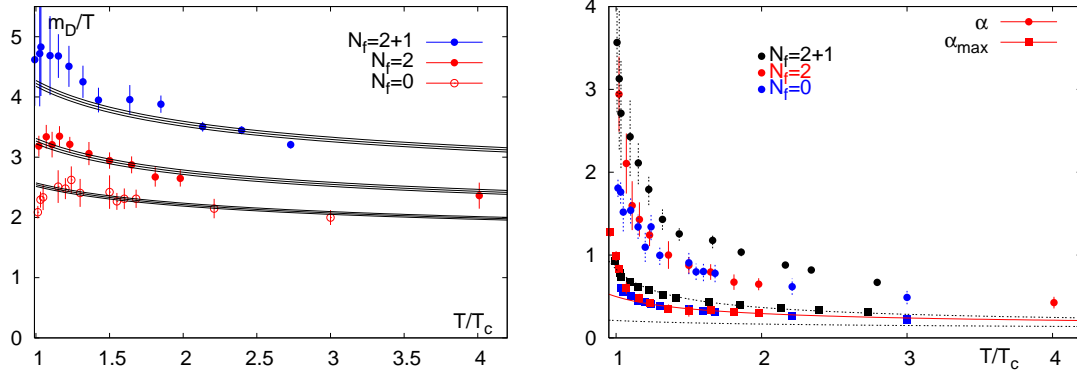 m_D/T
N_f=2+1
N_f=2
N_f=0
5
4
3
2
1
0
T/T_c
1 1.5 2 2.5 3 3.5 4
α
α_max
N_f=2+1
N_f=2
N_f=0
4
3
2
1
0
1 2 3 4
T/T_c